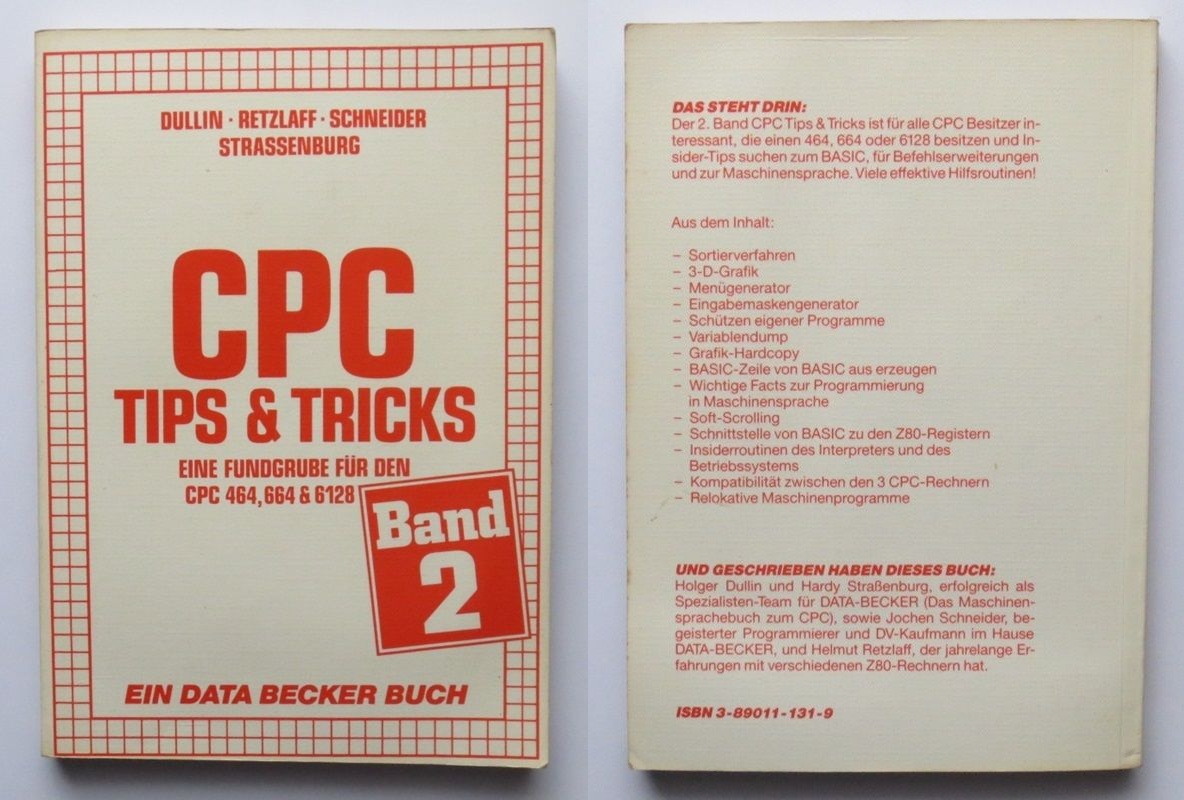 DULLIN · RETZLAFF · SCHNEIDER
STRASSENBURG
CPC
TIPS & TRICKS
EINE FUNDGRUBE FÜR DEN
CPC 464, 664 & 6128
Band
2
EIN DATA BECKER BUCH
DAS STEHT DRIN:
Der 2. Band CPC Tips & Tricks ist für alle CPC Besitzer in-
teressant, die einen 464, 664 oder 6128 besitzen und In-
sider-Tips suchen zum BASIC, für Befehlserweiterungen
und zur Maschinensprache. Viele effektive Hilfsroutinen!
Aus dem Inhalt:
– Sortierverfahren
– 3-D-Grafik
– Menügenerator
– Eingabemaskengenerator
– Schützen eigener Programme
– Variablendump
– Grafik-Hardcopy
– BASIC-Zeile von BASIC aus erzeugen
– Wichtige Facts zur Programmierung
in Maschinensprache
– Soft-Scrolling
– Schnittstelle von BASIC zu den Z80-Registern
– Insiderroutinen des Interpreters und des
Betriebssystems
– Kompatibilität zwischen den 3 CPC-Rechnern
– Relokative Maschinenprogramme
UND GESCHRIEBEN HABEN DIESES BUCH:
Holger Dullin und Hardy Straßenburg, erfolgreich als
Spezialisten-Team für DATA-BECKER (Das Maschinen-
sprachebuch zum CPC), sowie Jochen Schneider, be-
geisterter Programmierer und DV-Kaufmann im Hause
DATA-BECKER, und Helmut Retzlaff, der jahrelange Er-
fahrungen mit verschiedenen Z80-Rechnern hat.
ISBN 3-89011-131-9